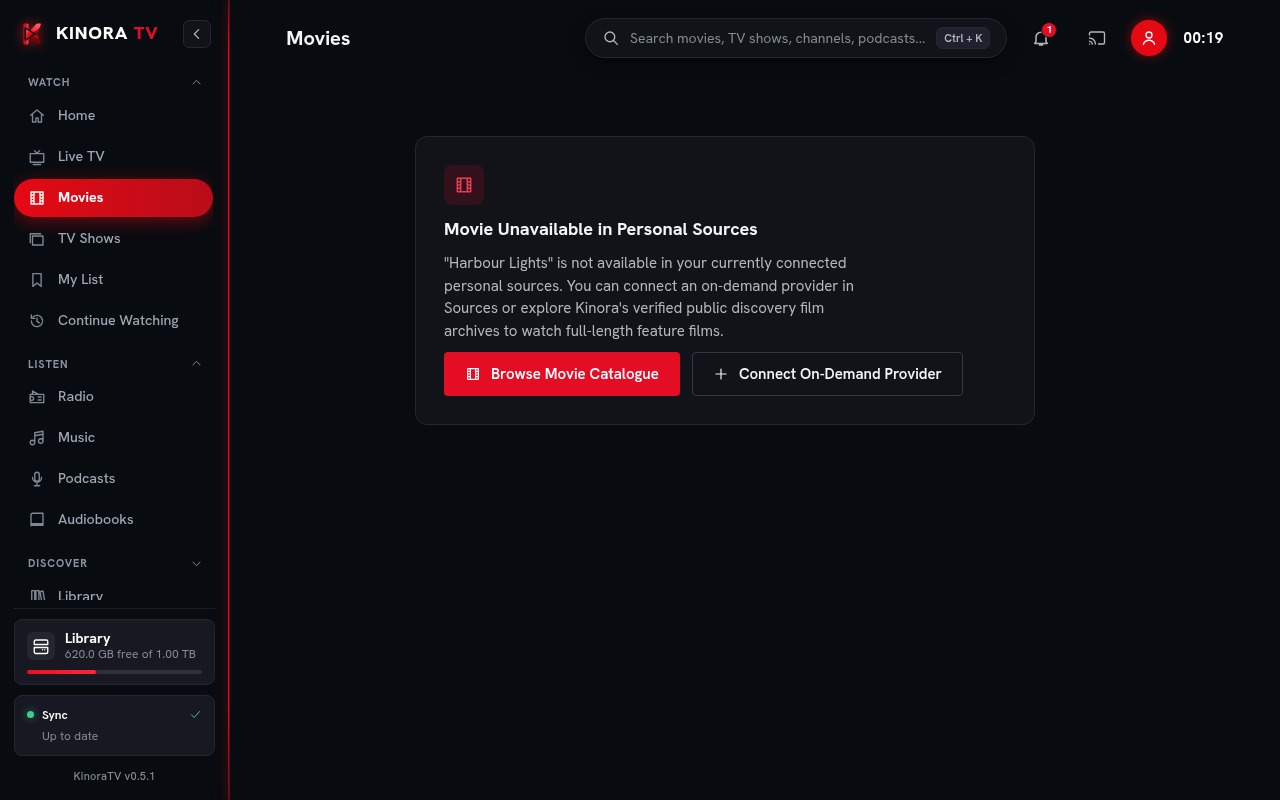 KINORA TV
WATCH
Home
Live TV
Movies
TV Shows
My List
Continue Watching
LISTEN
Radio
Music
Podcasts
Audiobooks
DISCOVER
Library
Library
620.0 GB free of 1.00 TB
Sync
Up to date
KinoraTV v0.5.1
Movies
Search movies, TV shows, channels, podcasts...
Ctrl + K
1
00:19
Movie Unavailable in Personal Sources
"Harbour Lights" is not available in your currently connected
personal sources. You can connect an on-demand provider in
Sources or explore Kinora's verified public discovery film
archives to watch full-length feature films.
Browse Movie Catalogue
Connect On-Demand Provider